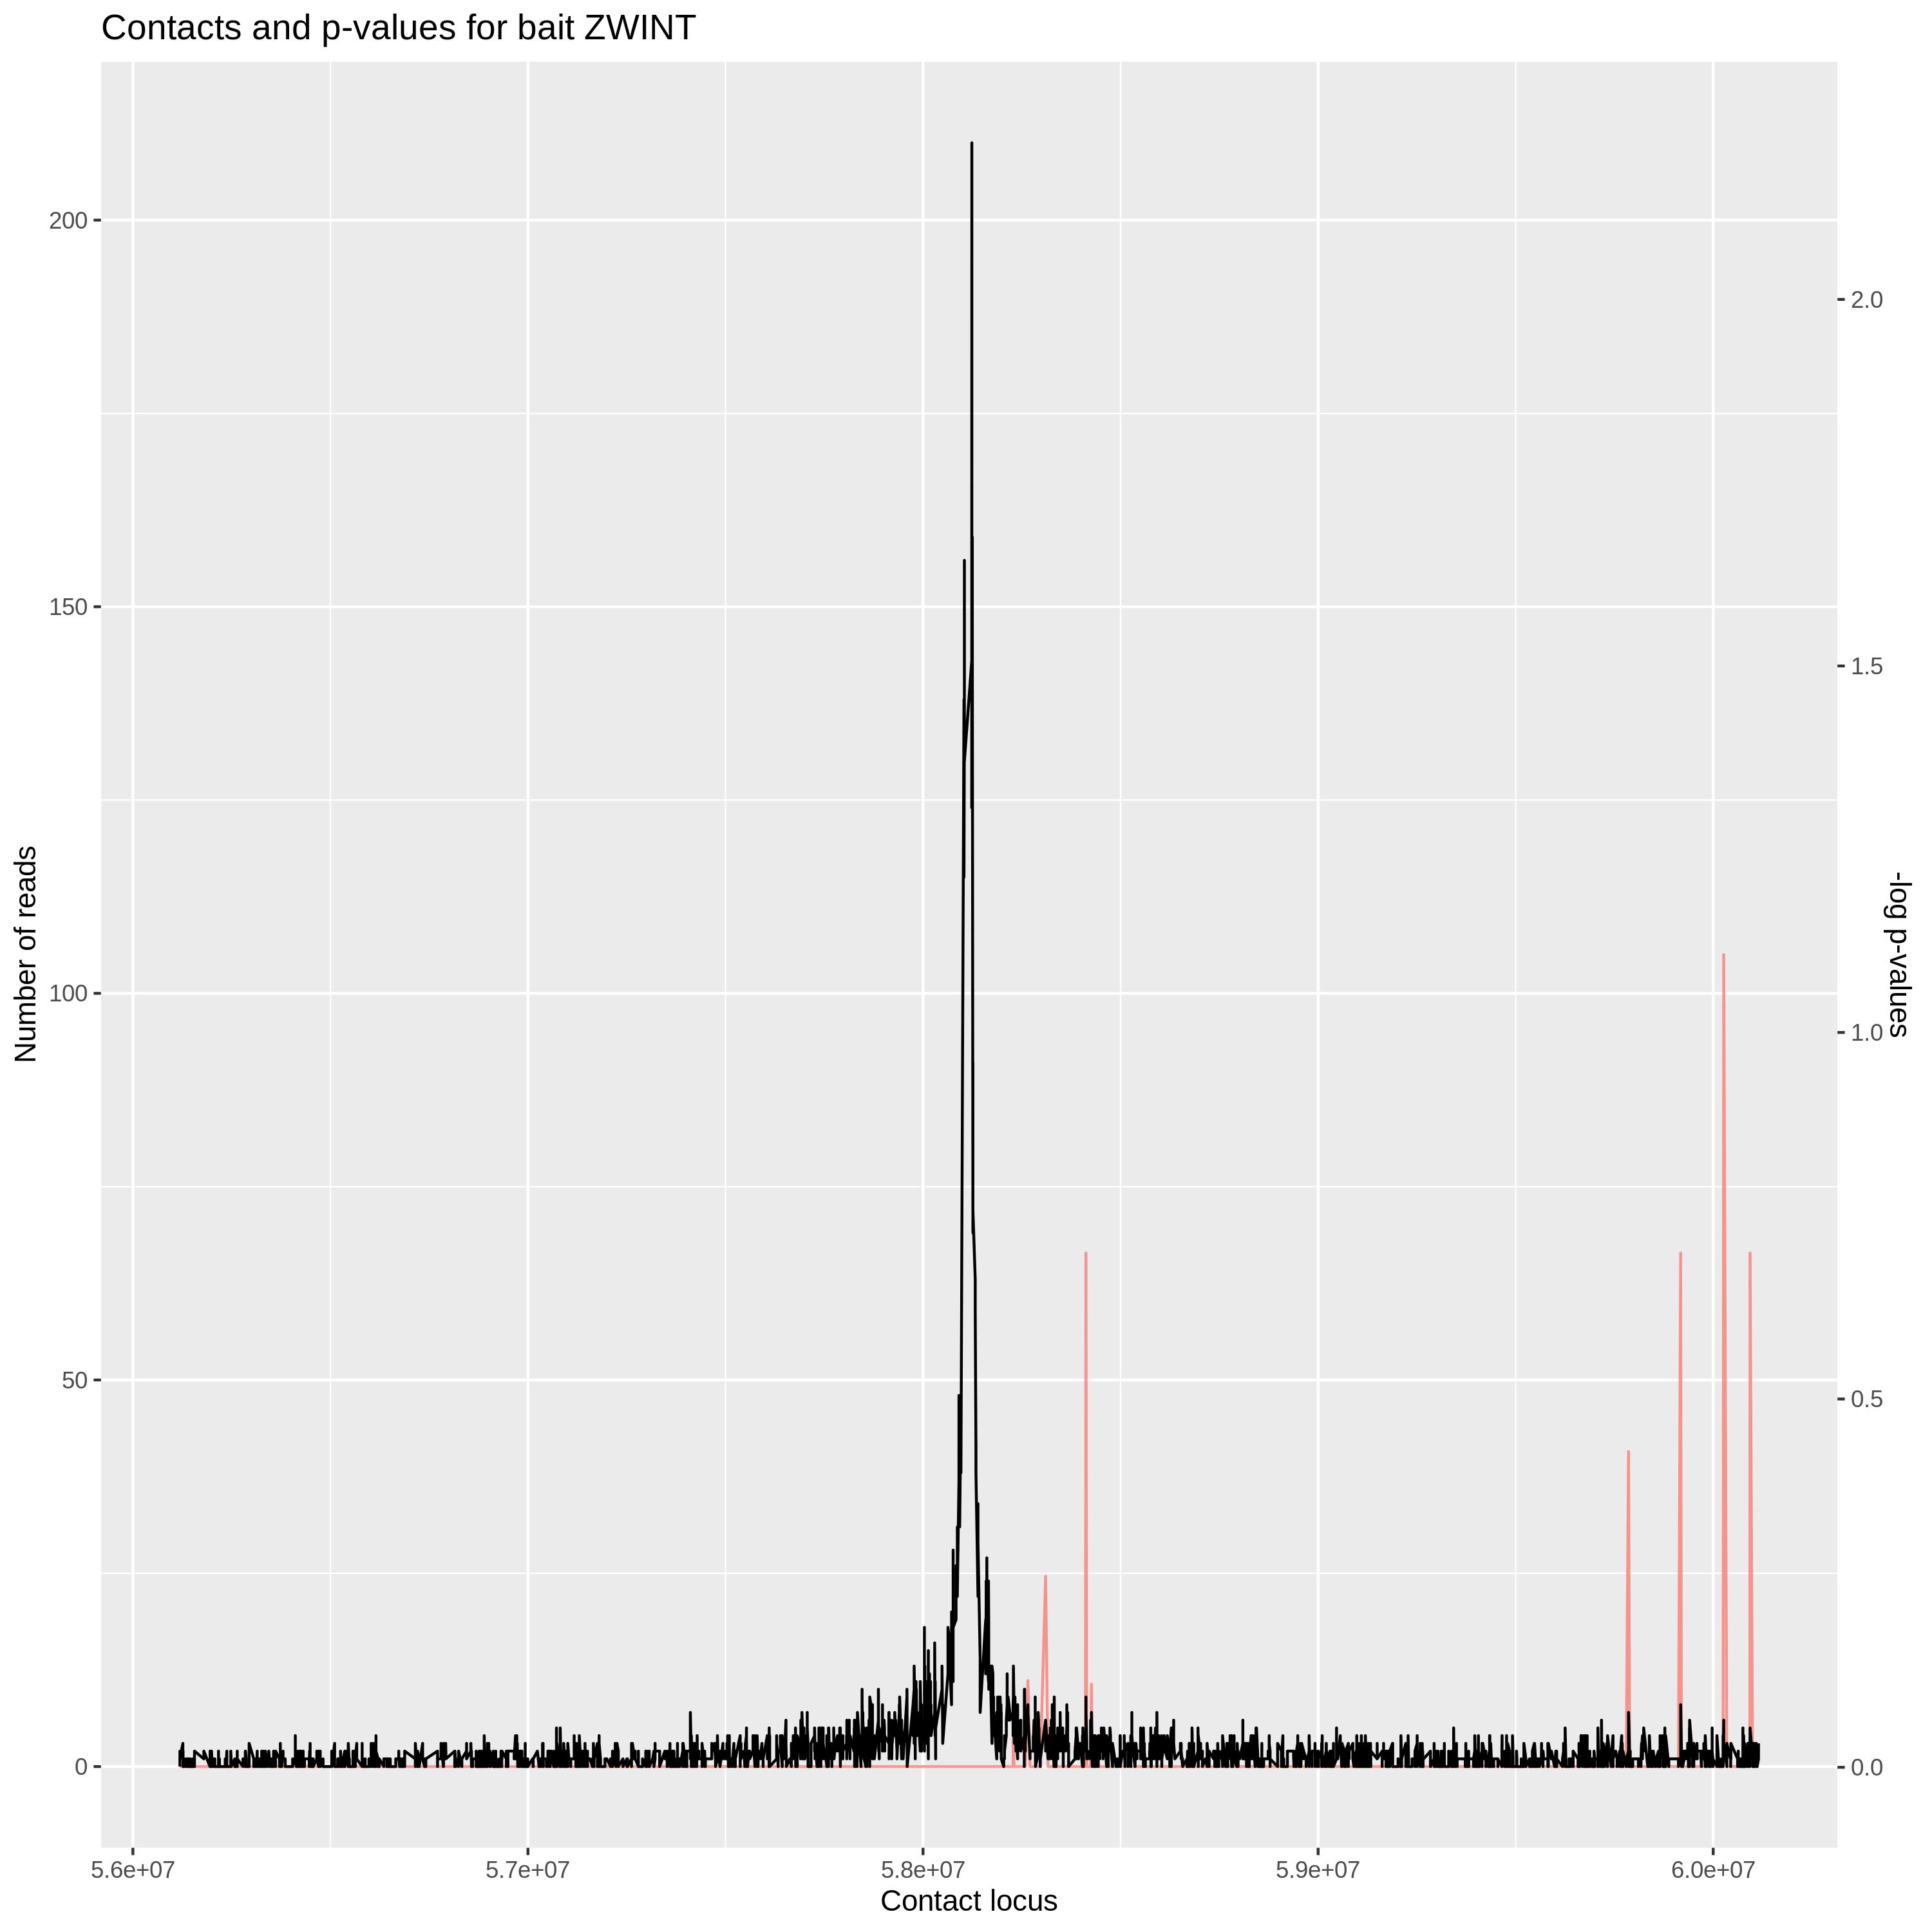 Contacts and p-values for bait ZWINT
200
150
100
50
0
Number of reads
2.0
1.5
1.0
0.5
0.0
-log p-values
5.6e+07 5.7e+07 5.8e+07 5.9e+07 6.0e+07
Contact locus